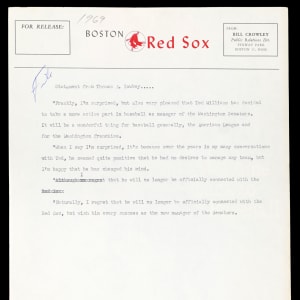 1969
FOR RELEASE:
BOSTON Red Sox
FROM
BILL CROWLEY
Public Relations Dir.
FENWAY PARK
BOSTON 15, MASS.
File
Statement from Thomas A. Yawkey.....
"Frankly, I'm surprised, but also very pleased that Ted Williams has decided
to take a more active part in baseball as manager of the Washington Senators.
It will be a wonderful thing for baseball generally, the American League and
for the Washington Franchise.
"When I say I'm surprised, it's because over the years in my many conversations
with Ted, he seemed quite positive that he had no desire to manage any team, but
I'm happy that he has changed his mind.
"Although we regret that he will no longer be officially connected with the
Red Sox,
"Naturally, I regret that he will no longer be officially connected with the
Red Sox, but wish him every success as the new manager of the Senators.